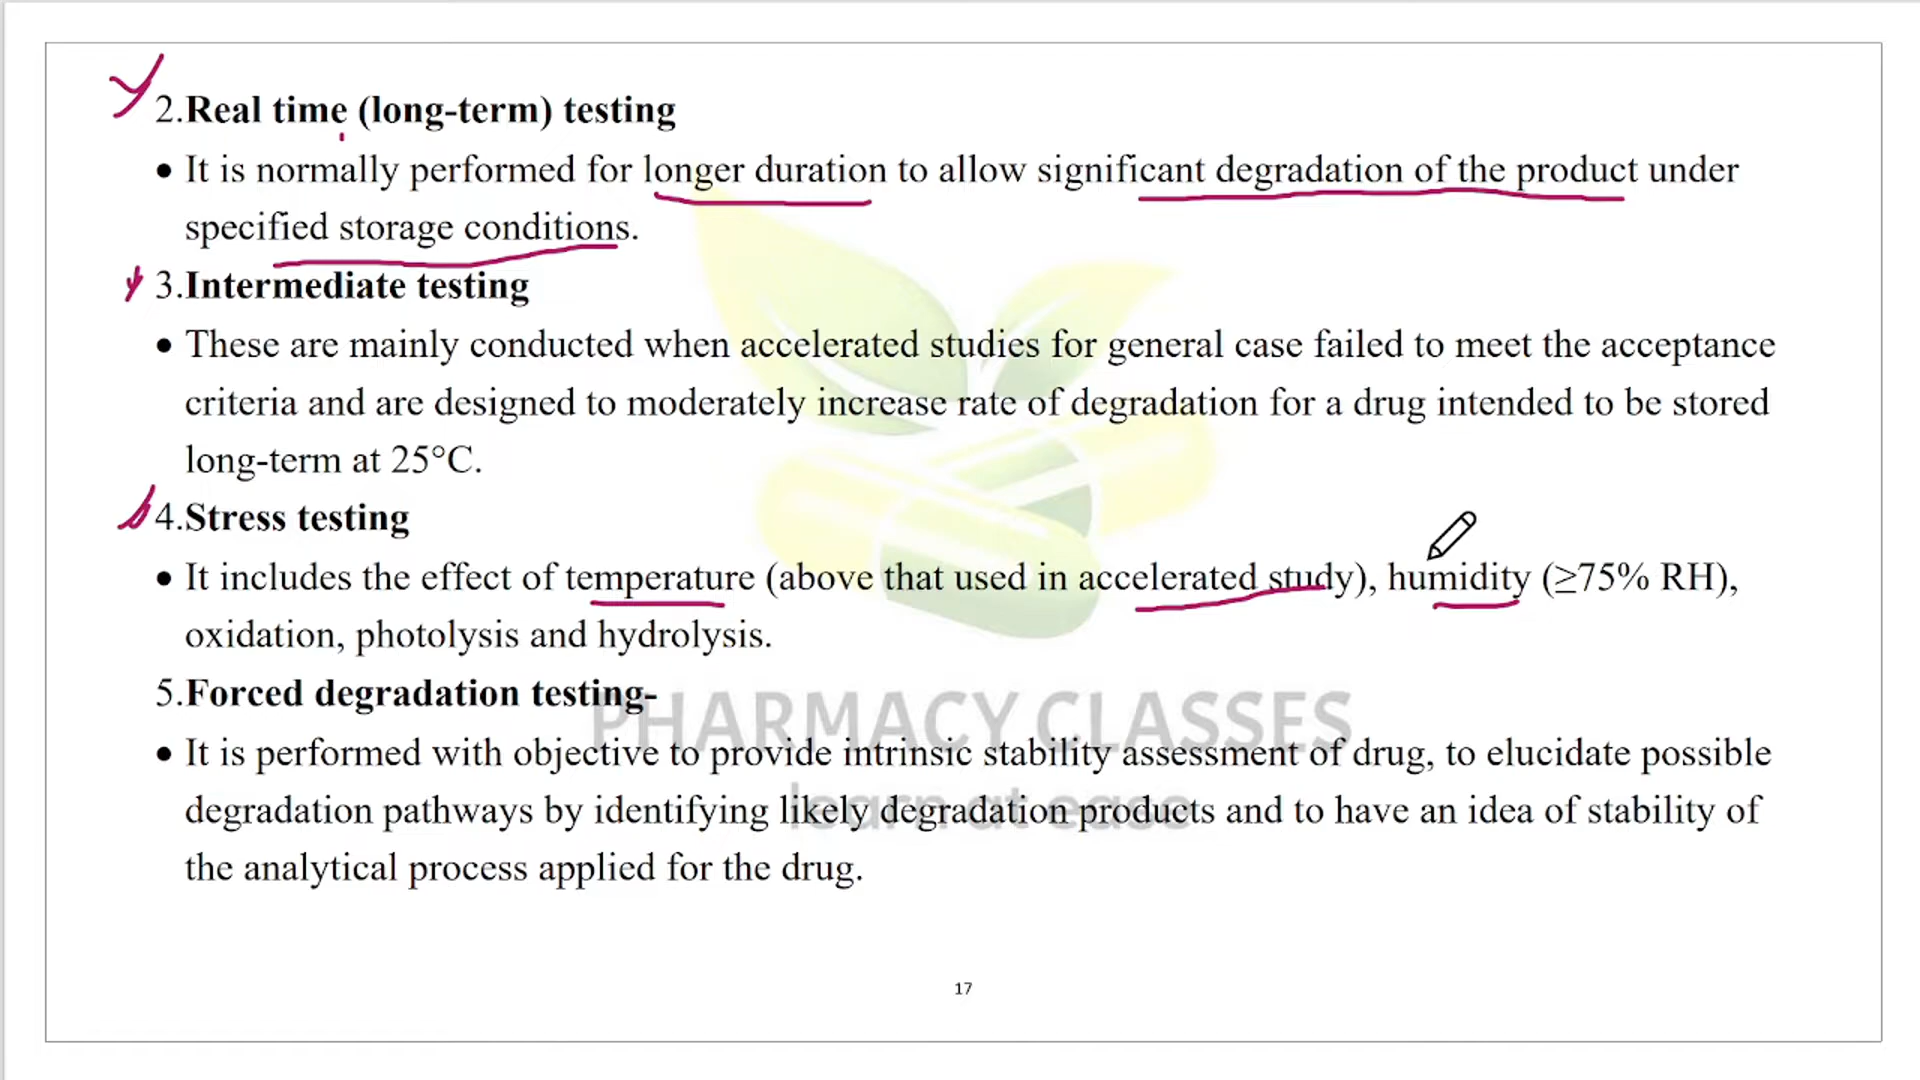 2.Real time (long-term) testing
• It is normally performed for longer duration to allow significant degradation of the product under
specified storage conditions.
3.Intermediate testing
• These are mainly conducted when accelerated studies for general case failed to meet the acceptance
criteria and are designed to moderately increase rate of degradation for a drug intended to be stored
long-term at 25°C.
4.Stress testing
• It includes the effect of temperature (above that used in accelerated study), humidity (≥75% RH),
oxidation, photolysis and hydrolysis.
5.Forced degradation testing-
PHARMACY CLASSES
• It is performed with objective to provide intrinsic stability assessment of drug, to elucidate possible
degradation pathways by identifying likely degradation products and to have an idea of stability of
learn at ease
the analytical process applied for the drug.
17